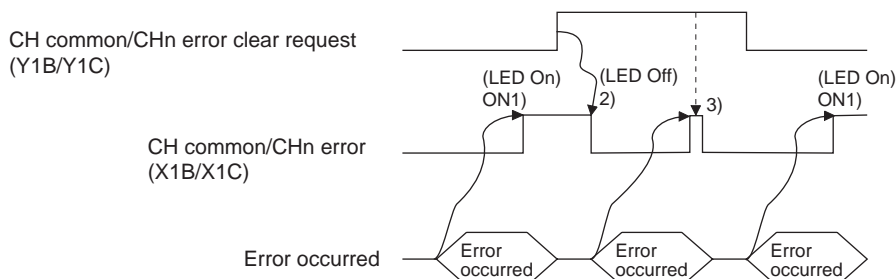 CH common/CHn error clear request
(Y1B/Y1C)
(LED On)
ON1)
(LED Off)
2)
3)
(LED On)
ON1)
CH common/CHn error
(X1B/X1C)
Error occurred
Error
occurred
Error
occurred
Error
occurred